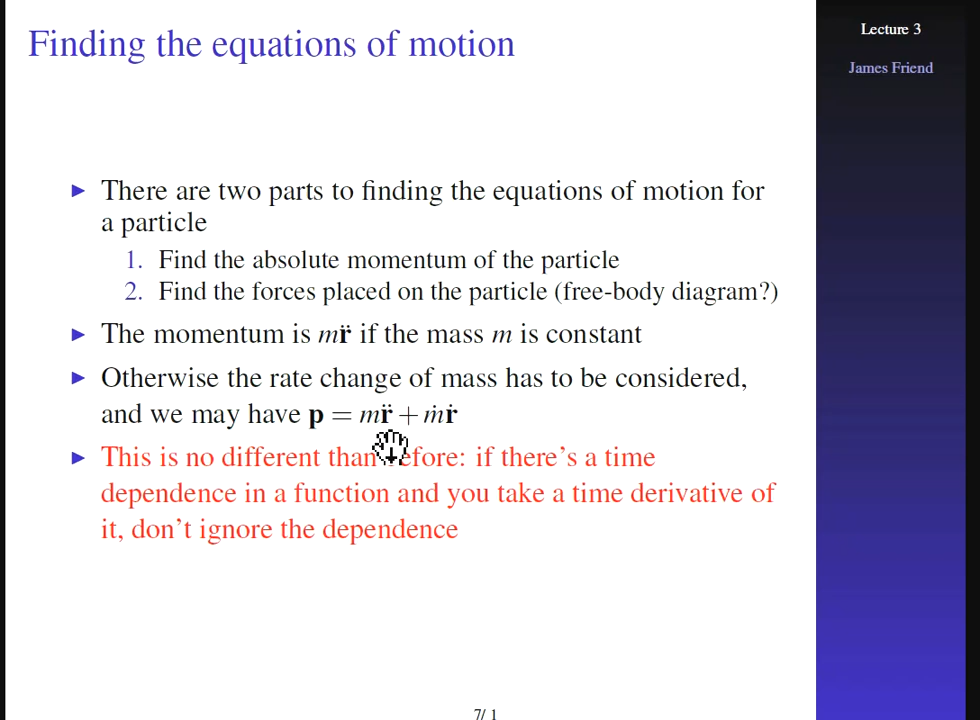 Finding the equations of motion
Lecture 3
James Friend
▶ There are two parts to finding the equations of motion for
a particle
1. Find the absolute momentum of the particle
2. Find the forces placed on the particle (free-body diagram?)
▶ The momentum is mr̈ if the mass m is constant
▶ Otherwise the rate change of mass has to be considered,
and we may have p = mr̈ + ṁṙ
▶ This is no different than before: if there's a time
dependence in a function and you take a time derivative of
it, don't ignore the dependence
7/ 1